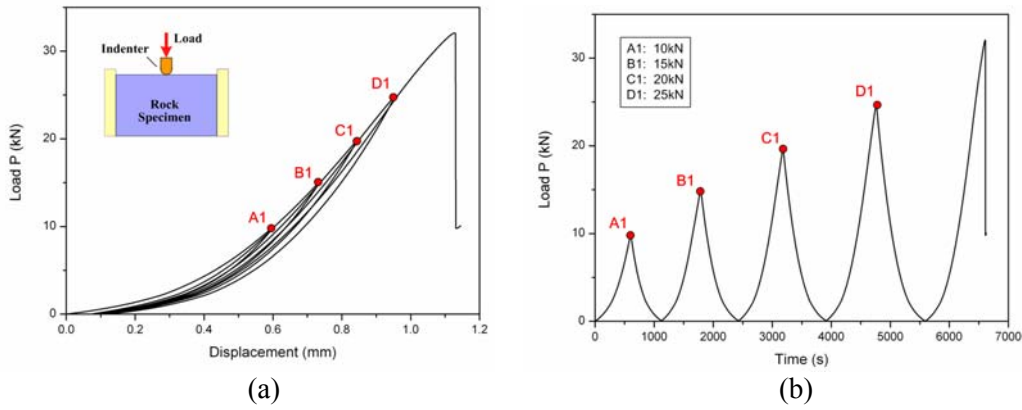 Load P (kN)
30
20
10
0
0.0 0.2 0.4 0.6 0.8 1.0 1.2
Displacement (mm)
Load
Indenter
Rock
Specimen
A1
B1
C1
D1
(a)
Load P (kN)
30
20
10
0
0 1000 2000 3000 4000 5000 6000 7000
Time (s)
A1: 10kN
B1: 15kN
C1: 20kN
D1: 25kN
A1
B1
C1
D1
(b)